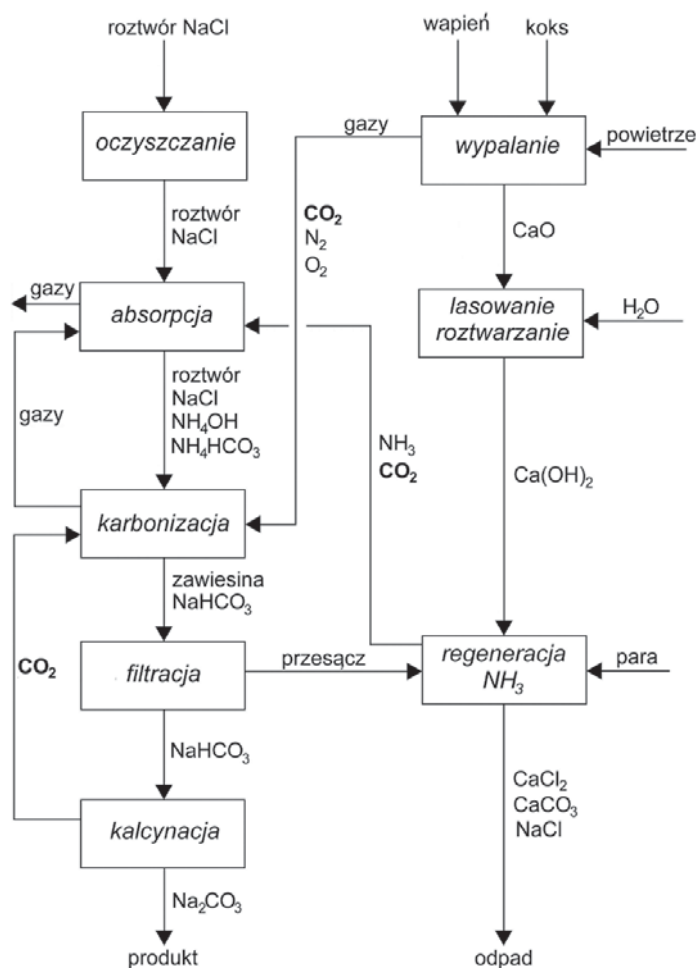 roztwór NaCl
wapień
koks
oczyszczanie
gazy
wypalanie
powietrze
roztwór
NaCl
CO₂
N₂
O₂
CaO
gazy
absorpcja
lasowanie
roztwarzanie
H₂O
gazy
roztwór
NaCl
NH₄OH
NH₄HCO₃
NH₃
CO₂
Ca(OH)₂
karbonizacja
zawiesina
NaHCO₃
CO₂
filtracja
przesącz
regeneracja
NH₃
para
NaHCO₃
CaCl₂
CaCO₃
NaCl
kalcynacja
Na₂CO₃
produkt
odpad